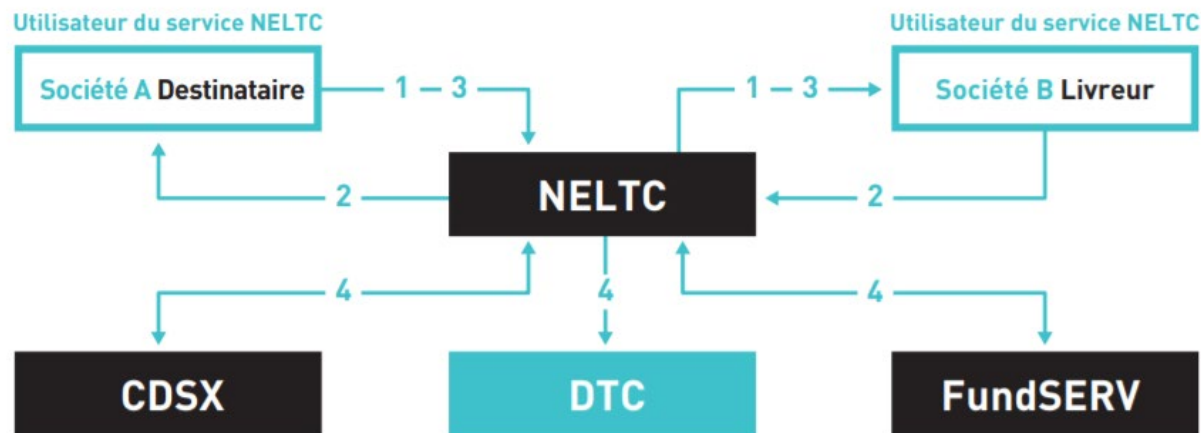 Utilisateur du service NELTC
Utilisateur du service NELTC
Société A Destinataire
1 – 3
1 – 3
Société B Livreur
NELTC
2
2
4
4
4
CDSX
DTC
FundSERV